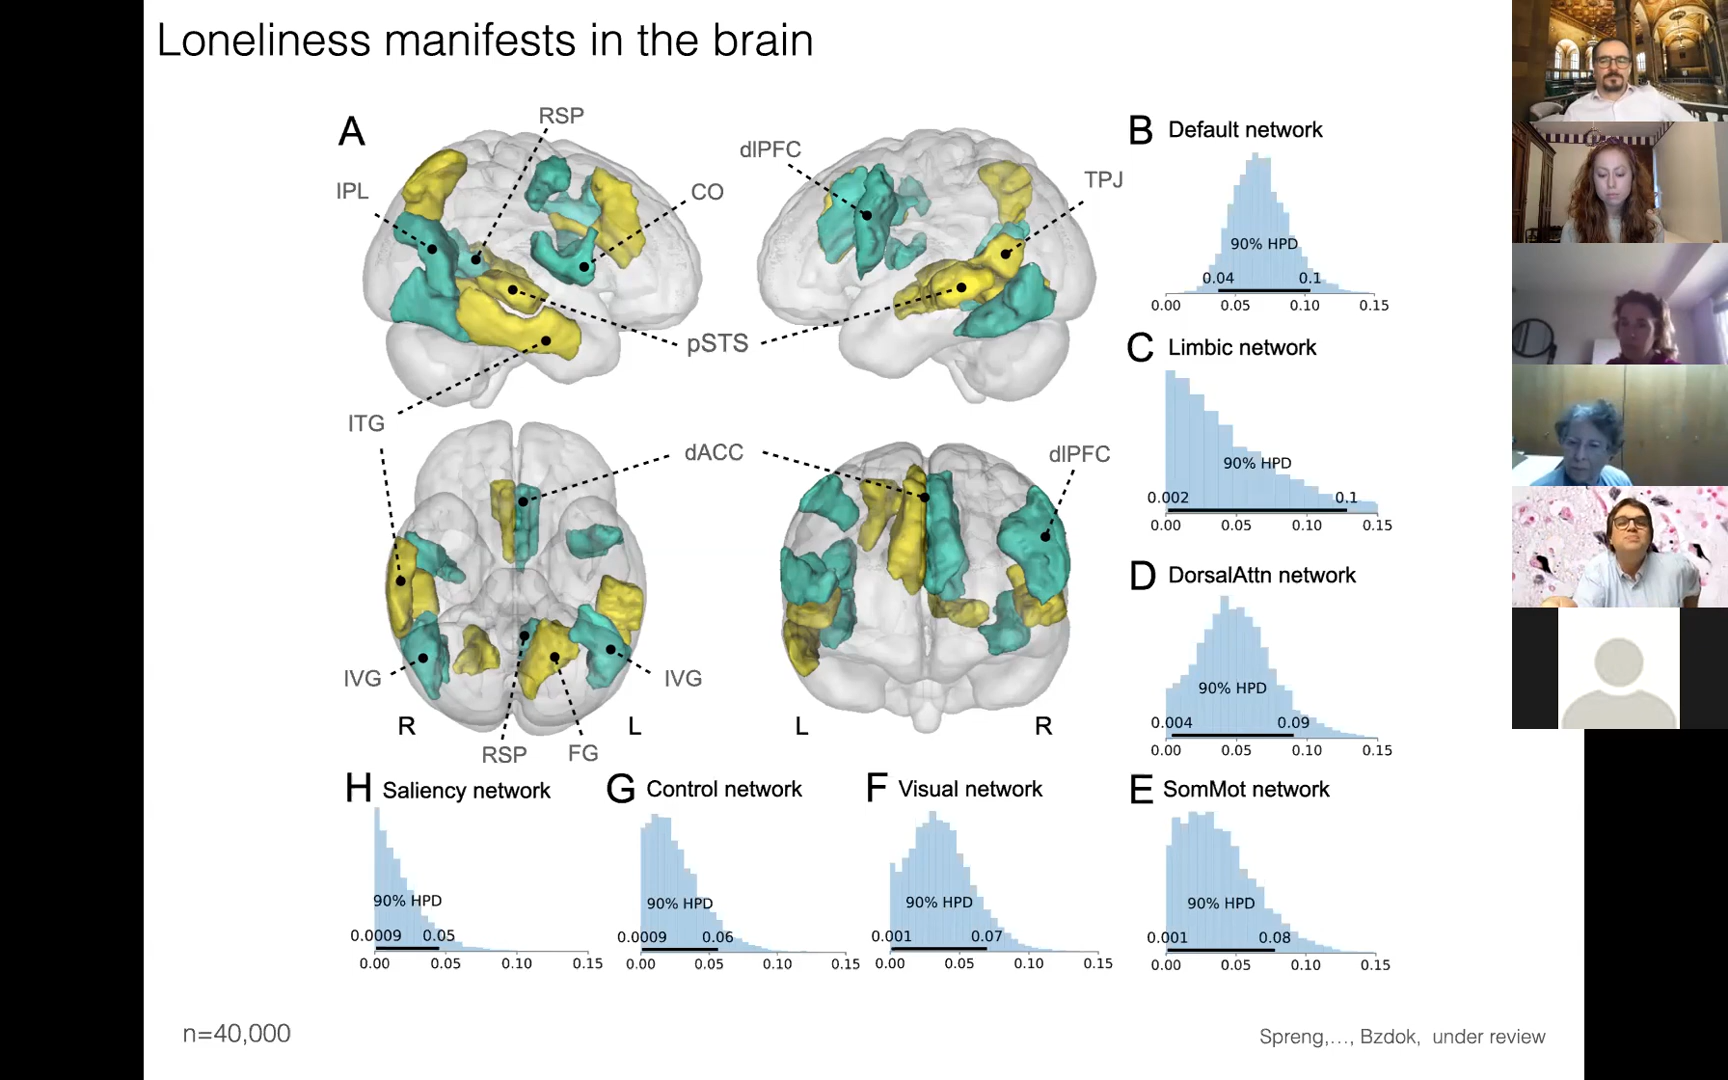 Loneliness manifests in the brain
A
RSP
IPL
CO
dlPFC
TPJ
pSTS
ITG
dACC
dlPFC
IVG
IVG
R
L
RSP
FG
L
R
B Default network
90% HPD
0.04 0.1
0.00 0.05 0.10 0.15
C Limbic network
90% HPD
0.002 0.1
0.00 0.05 0.10 0.15
D DorsalAttn network
90% HPD
0.004 0.09
0.00 0.05 0.10 0.15
H Saliency network
90% HPD
0.0009 0.05
0.00 0.05 0.10 0.15
G Control network
90% HPD
0.0009 0.06
0.00 0.05 0.10 0.15
F Visual network
90% HPD
0.001 0.07
0.00 0.05 0.10 0.15
E SomMot network
90% HPD
0.001 0.08
0.00 0.05 0.10 0.15
n=40,000
Spreng,..., Bzdok, under review